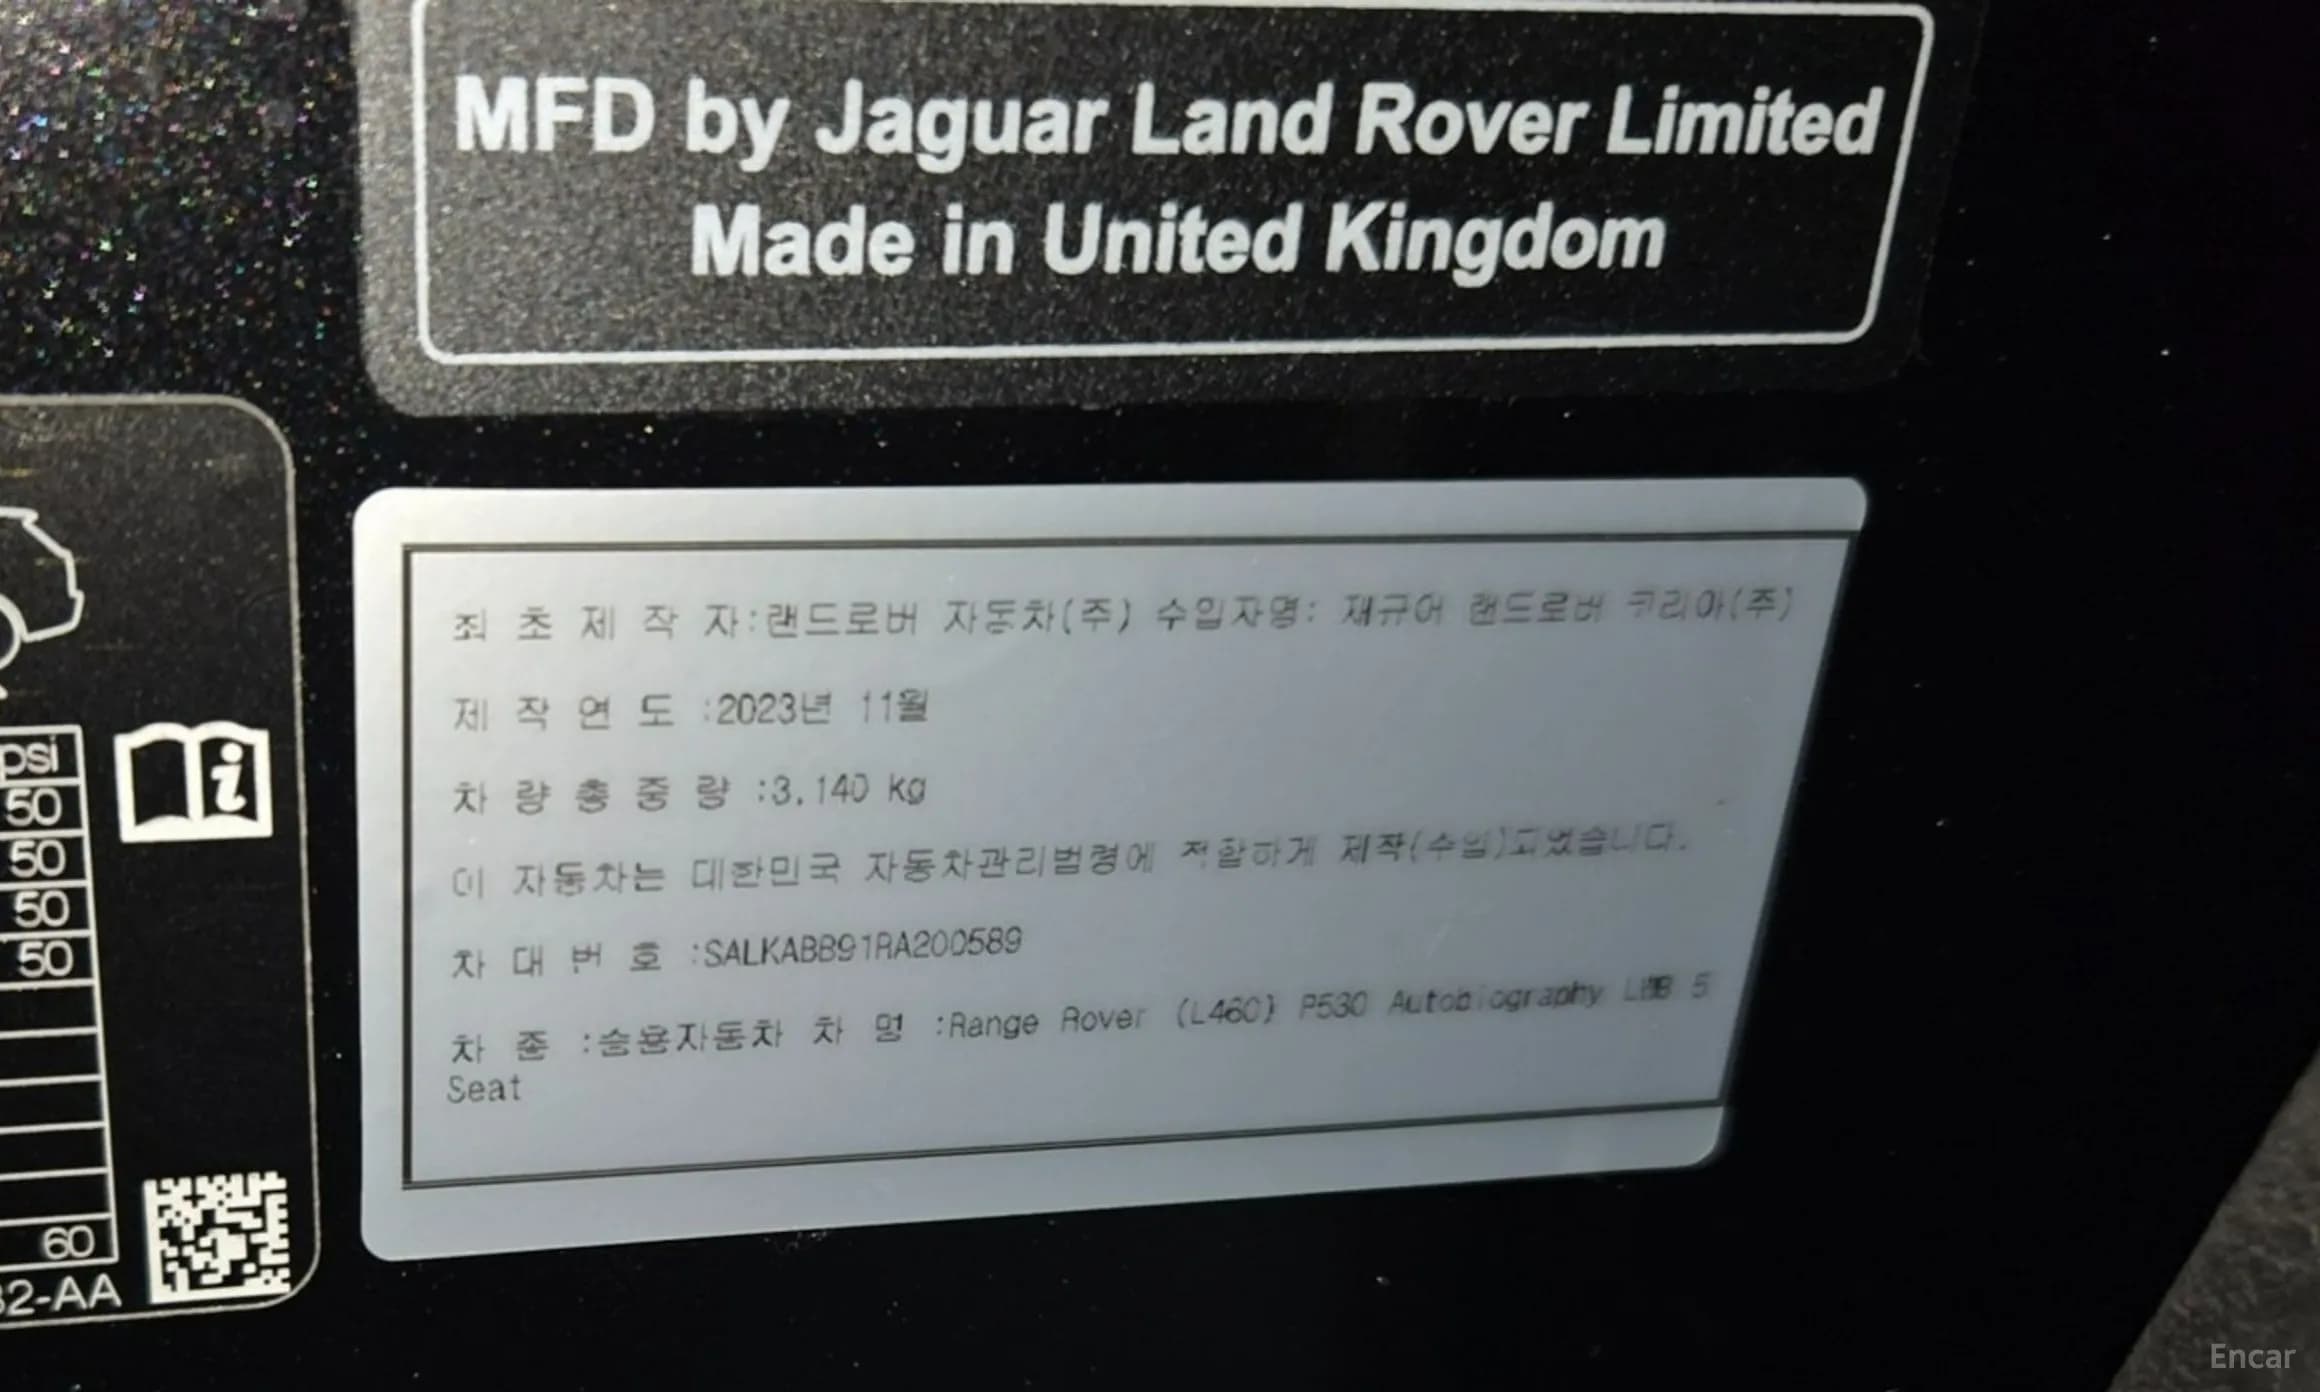 MFD by Jaguar Land Rover Limited
Made in United Kingdom
최 초 제 작 자:랜드로버 자동차(주) 수입자명: 재규어 랜드로버 코리아(주)
제 작 연 도 :2023년 11월
차 량 총 중 량 :3,140 kg
이 자동차는 대한민국 자동차관리법령에 적합하게 제작(수입)되었습니다.
차 대 번 호 :SALKABB91RA200589
차 종 :승용자동차 차 명 :Range Rover (L460) P530 Autobiography LWB 5
Seat
psi
50
50
50
50
60
32-AA
i
Encar